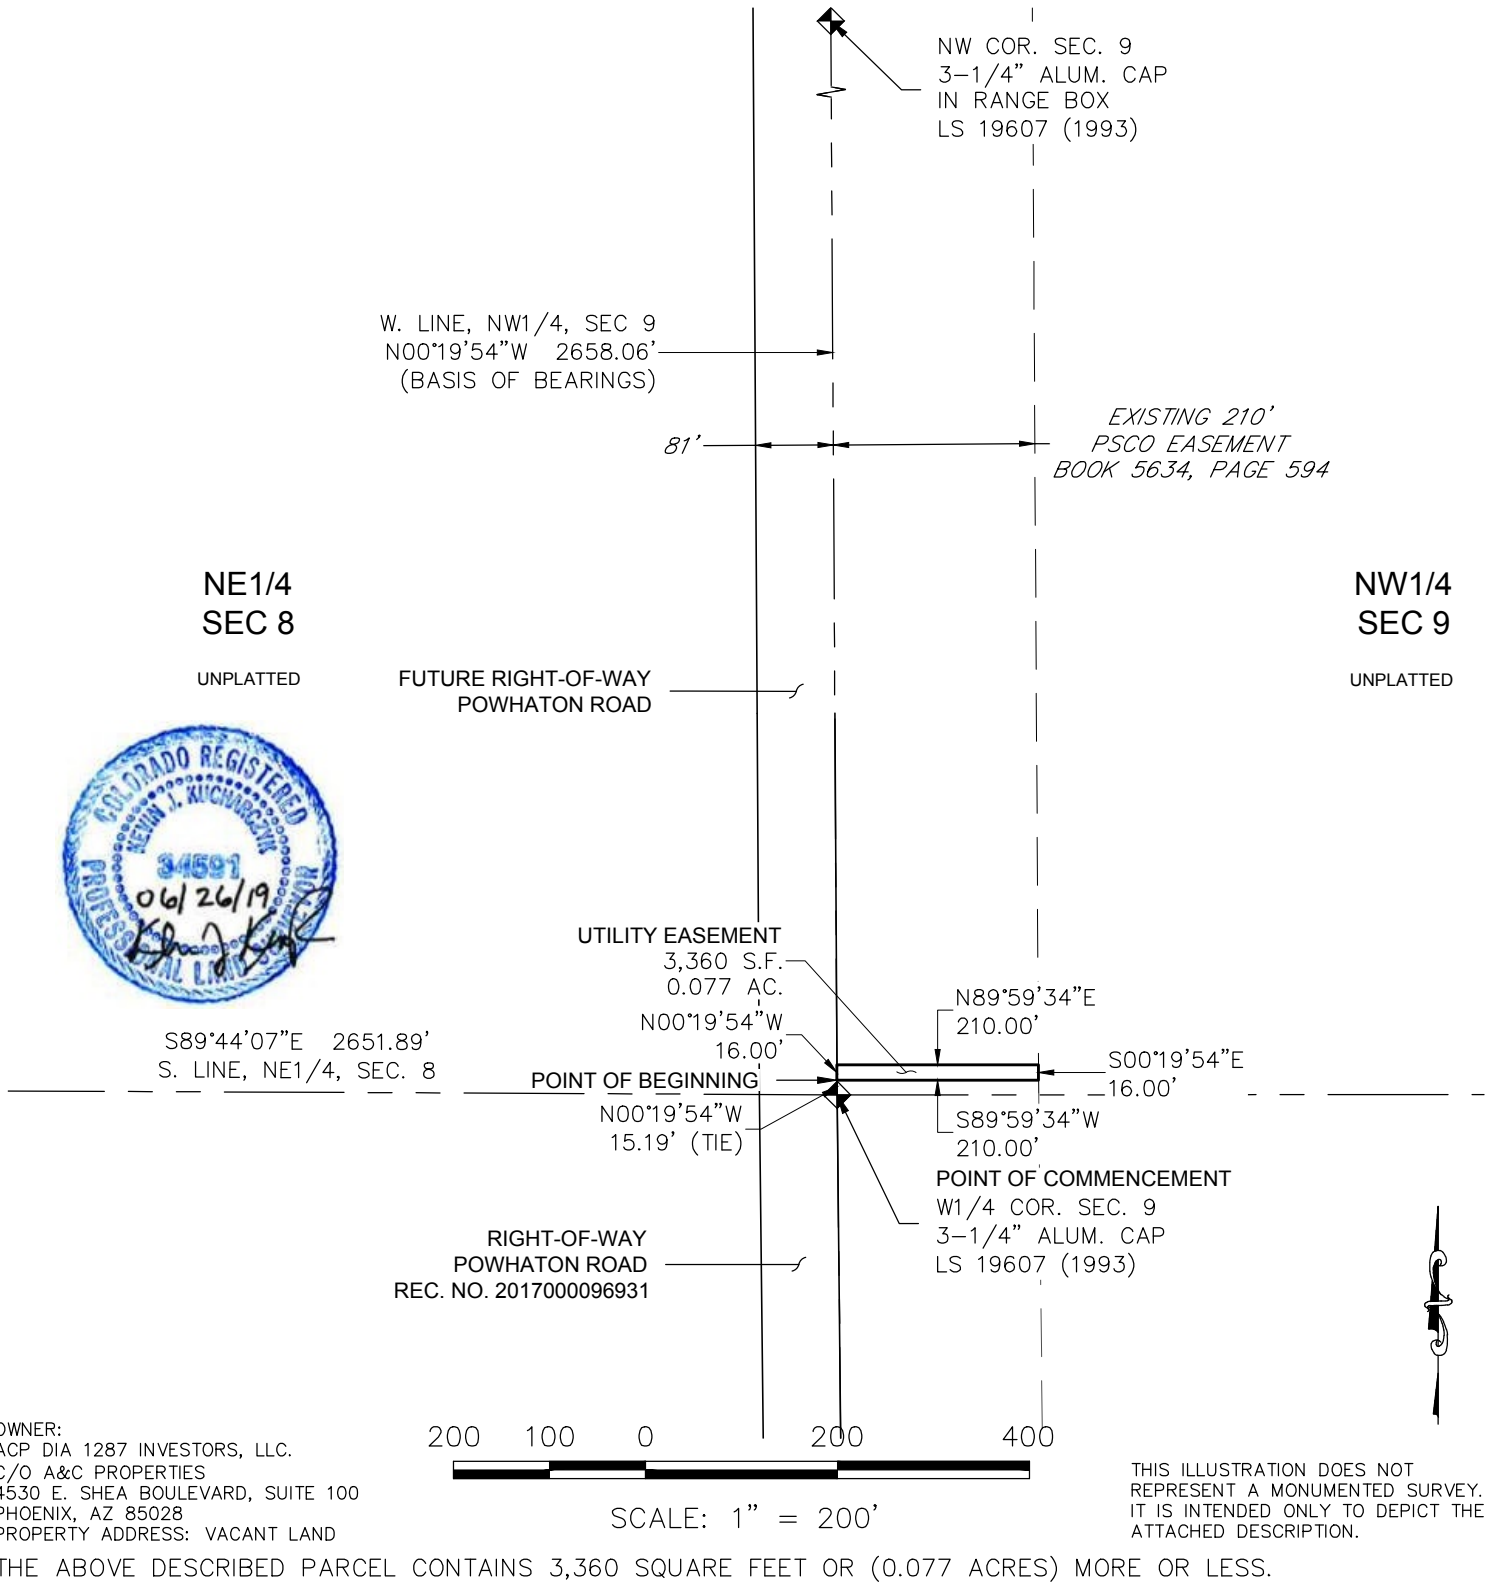 NW COR. SEC. 9
3-1/4" ALUM. CAP
IN RANGE BOX
LS 19607 (1993)
W. LINE, NW1/4, SEC 9
N00°19'54"W 2658.06'
(BASIS OF BEARINGS)
81'
EXISTING 210'
PSCO EASEMENT
BOOK 5634, PAGE 594
NE1/4
SEC 8
UNPLATTED
NW1/4
SEC 9
UNPLATTED
FUTURE RIGHT-OF-WAY
POWHATON ROAD
COLORADO REGISTERED
KEVIN J. KUCHARCZYK
34591
06/26/19
PROFESSIONAL LAND SURVEYOR
UTILITY EASEMENT
3,360 S.F.
0.077 AC.
N00°19'54"W
16.00'
N89°59'34"E
210.00'
S00°19'54"E
16.00'
S89°44'07"E 2651.89'
S. LINE, NE1/4, SEC. 8
POINT OF BEGINNING
N00°19'54"W
15.19' (TIE)
S89°59'34"W
210.00'
POINT OF COMMENCEMENT
W1/4 COR. SEC. 9
3-1/4" ALUM. CAP
LS 19607 (1993)
RIGHT-OF-WAY
POWHATON ROAD
REC. NO. 2017000096931
OWNER:
ACP DIA 1287 INVESTORS, LLC.
C/O A&C PROPERTIES
4530 E. SHEA BOULEVARD, SUITE 100
PHOENIX, AZ 85028
PROPERTY ADDRESS: VACANT LAND
200 100 0 200 400
SCALE: 1" = 200'
THIS ILLUSTRATION DOES NOT
REPRESENT A MONUMENTED SURVEY.
IT IS INTENDED ONLY TO DEPICT THE
ATTACHED DESCRIPTION.
THE ABOVE DESCRIBED PARCEL CONTAINS 3,360 SQUARE FEET OR (0.077 ACRES) MORE OR LESS.